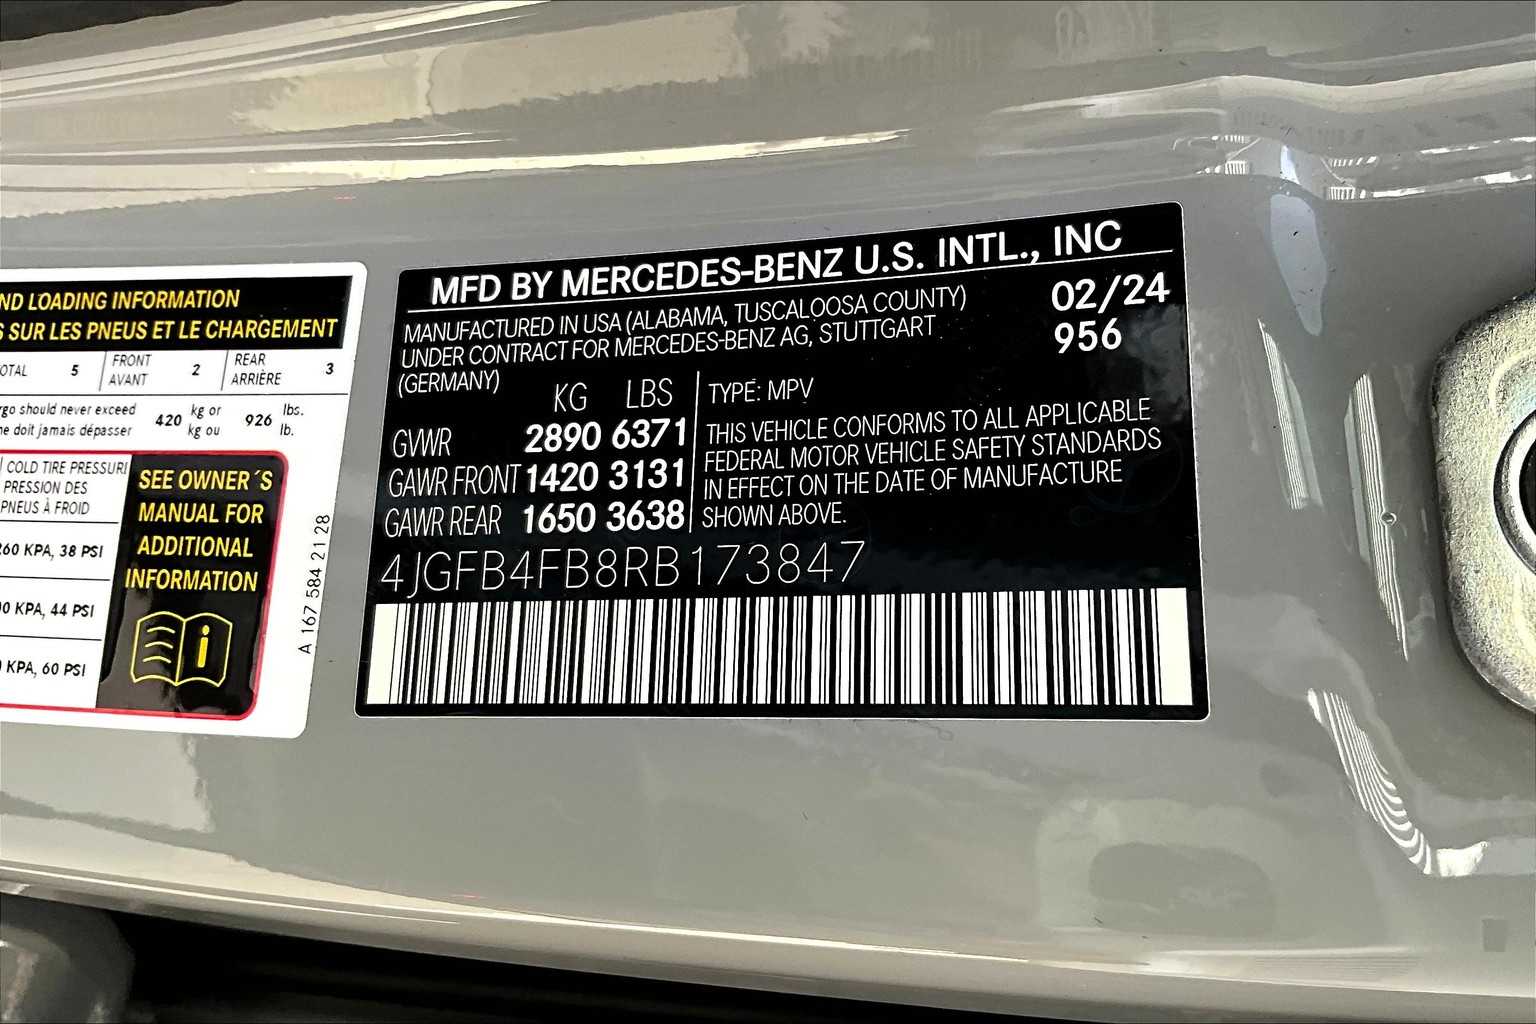 ND LOADING INFORMATION
SUR LES PNEUS ET LE CHARGEMENT
OTAL 5 FRONT AVANT 2 REAR ARRIÈRE 3
rgo should never exceed 420 kg or 926 lbs.
ne doit jamais dépasser kg ou lb.
COLD TIRE PRESSURE
PRESSION DES
PNEUS À FROID
260 KPA, 38 PSI
KPA, 44 PSI
KPA, 60 PSI
SEE OWNER´S
MANUAL FOR
ADDITIONAL
INFORMATION
i
A 167 584 21 28
MFD BY MERCEDES-BENZ U.S. INTL., INC
MANUFACTURED IN USA (ALABAMA, TUSCALOOSA COUNTY) 02/24
UNDER CONTRACT FOR MERCEDES-BENZ AG, STUTTGART 956
(GERMANY)
KG LBS
GVWR 2890 6371
GAWR FRONT 1420 3131
GAWR REAR 1650 3638
TYPE: MPV
THIS VEHICLE CONFORMS TO ALL APPLICABLE
FEDERAL MOTOR VEHICLE SAFETY STANDARDS
IN EFFECT ON THE DATE OF MANUFACTURE
SHOWN ABOVE.
4JGFB4FB8RB173847